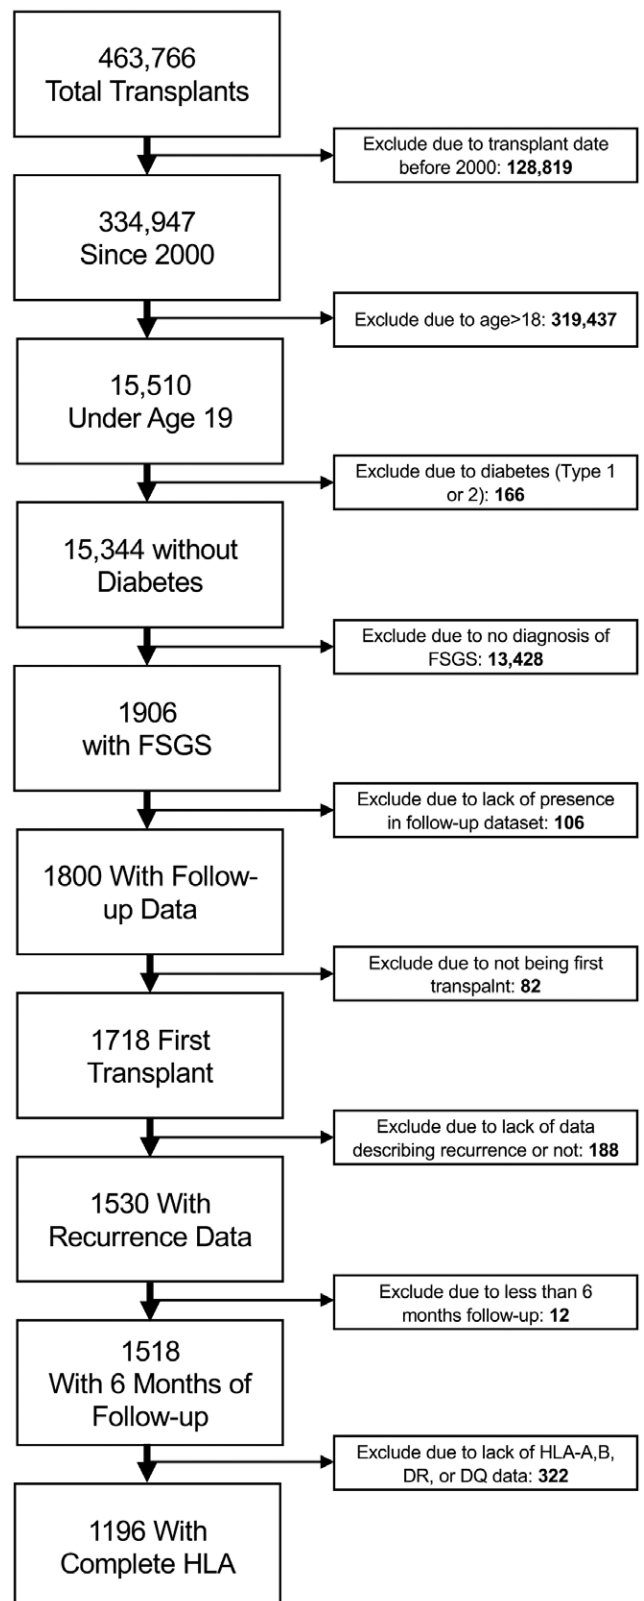 463,766
Total Transplants
Exclude due to transplant date
before 2000: 128,819
334,947
Since 2000
Exclude due to age>18: 319,437
15,510
Under Age 19
Exclude due to diabetes (Type 1
or 2): 166
15,344 without
Diabetes
Exclude due to no diagnosis of
FSGS: 13,428
1906
with FSGS
Exclude due to lack of presence
in follow-up dataset: 106
1800 With Follow-
up Data
Exclude due to not being first
transpalnt: 82
1718 First
Transplant
Exclude due to lack of data
describing recurrence or not: 188
1530 With
Recurrence Data
Exclude due to less than 6
months follow-up: 12
1518
With 6 Months of
Follow-up
Exclude due to lack of HLA-A,B,
DR, or DQ data: 322
1196 With
Complete HLA